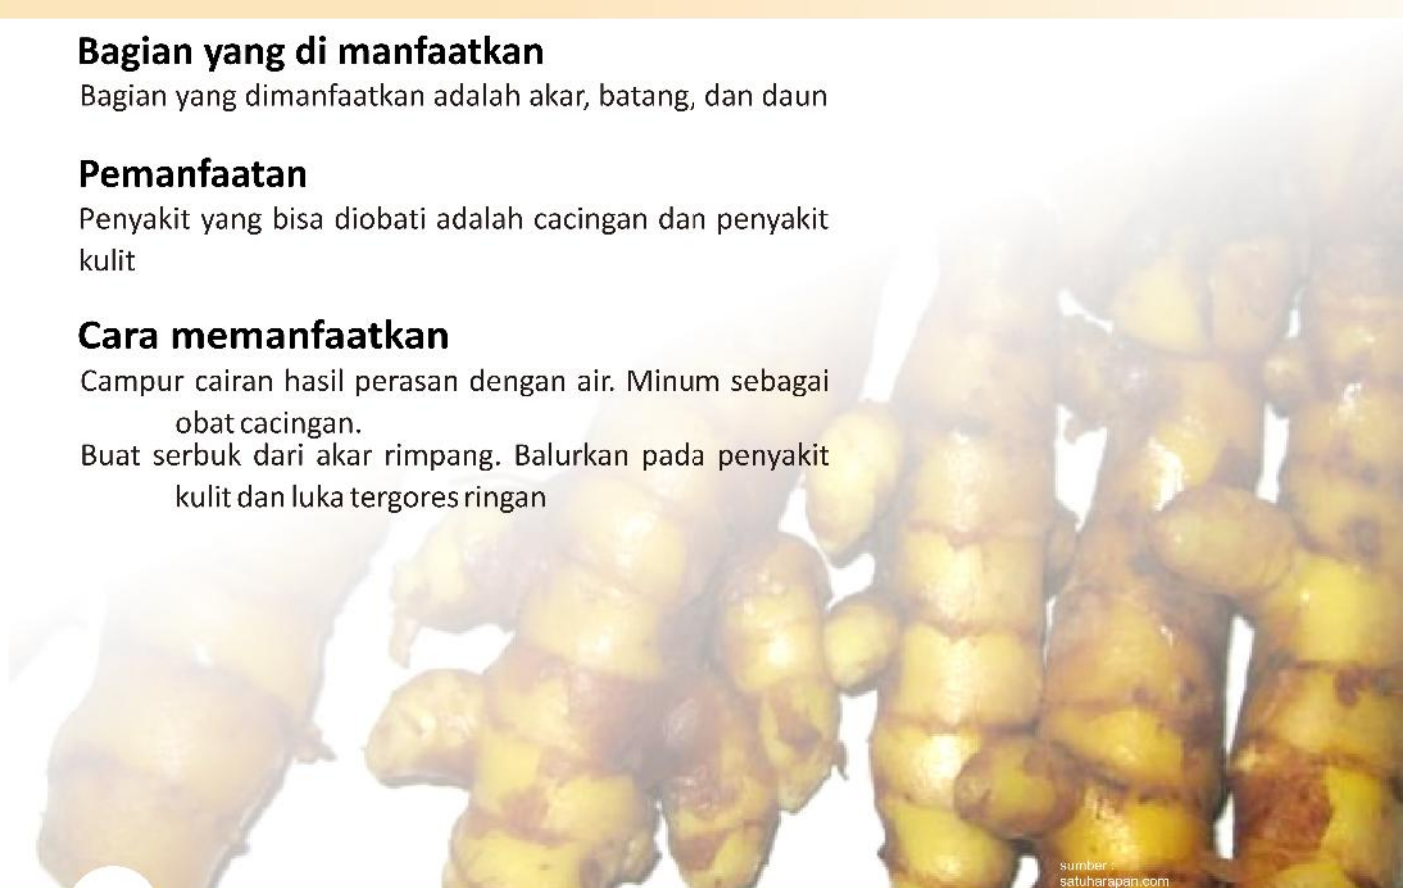 Bagian yang di manfaatkan
Bagian yang dimanfaatkan adalah akar, batang, dan daun
Pemanfaatan
Penyakit yang bisa diobati adalah cacingan dan penyakit
kulit
Cara memanfaatkan
Campur cairan hasil perasan dengan air. Minum sebagai
obat cacingan.
Buat serbuk dari akar rimpang. Balurkan pada penyakit
kulit dan luka tergores ringan
sumber :
satuharapan.com